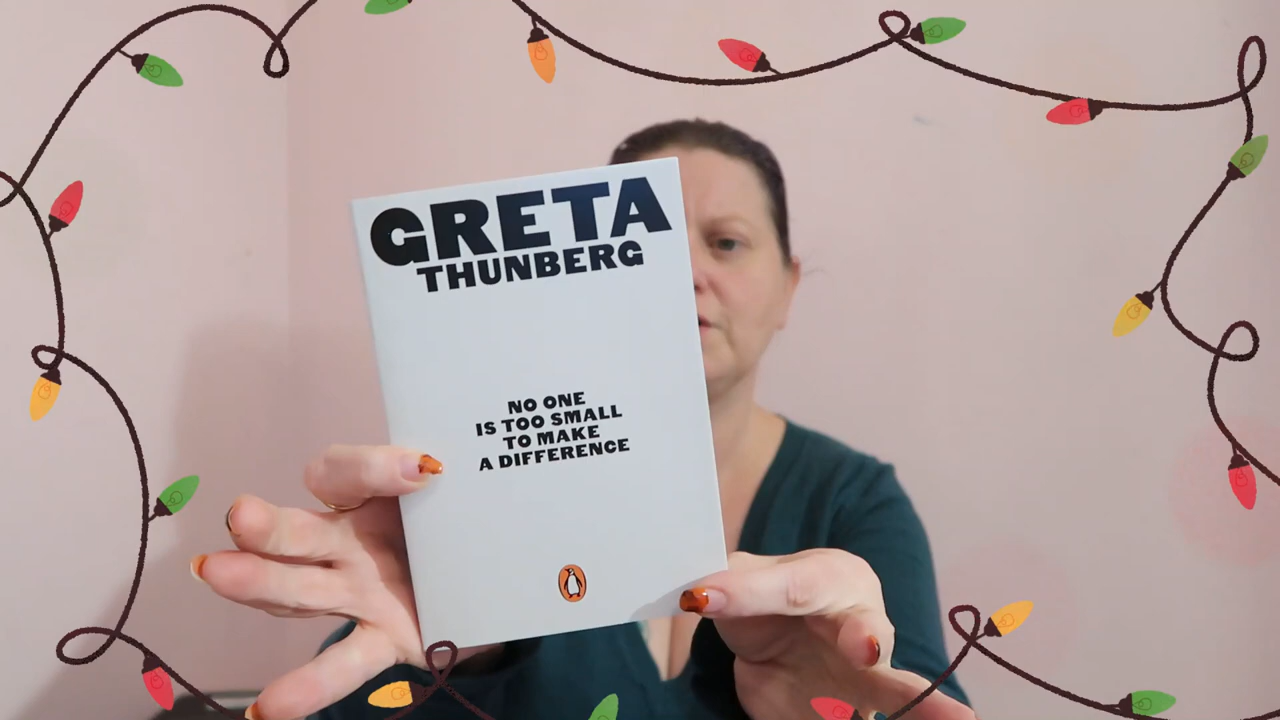 GRETA
THUNBERG
NO ONE
IS TOO SMALL
TO MAKE
A DIFFERENCE